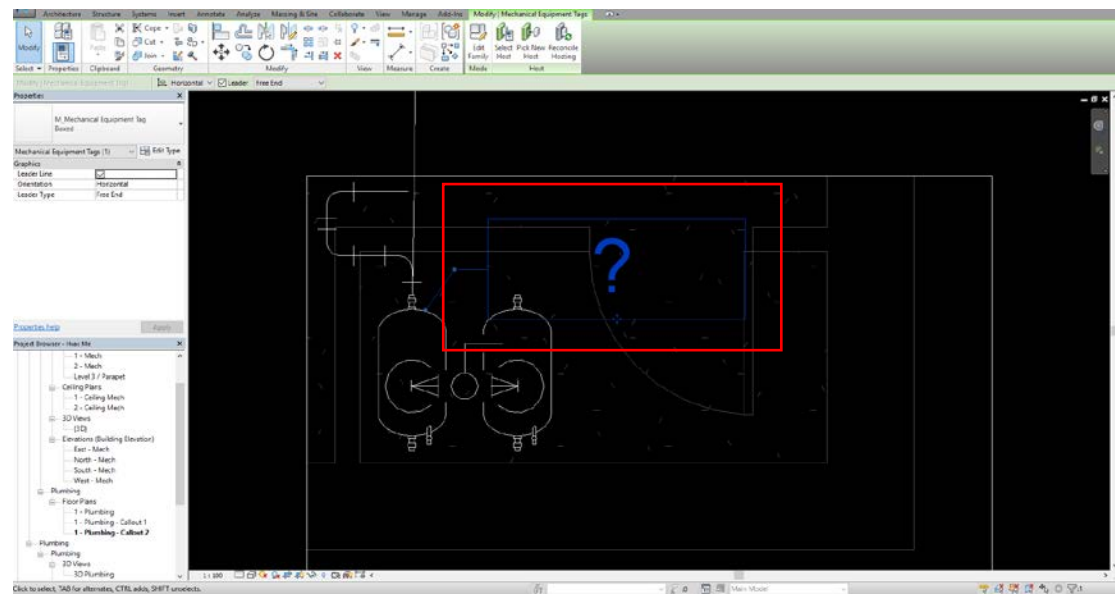 Architecture Structure Systems Insert Annotate Analyze Massing & Site Collaborate View Manage Add-Ins Modify | Mechanical Equipment Tags
Modify Paste Cope Cut Join Edit Family Select Host Pick New Host Reconcile Hosting
Select Properties Clipboard Geometry Modify View Measure Create Mode Host
Modify | Mechanical Equipment Tags Horizontal Leader Free End
Properties
M_Mechanical Equipment Tag
Boxed
Mechanical Equipment Tags (1) Edit Type
Graphics
Leader Line
Orientation Horizontal
Leader Type Free End
?
Properties help Apply
Project Browser - Hvac Me
1 - Mech
2 - Mech
Level 3 / Parapet
Ceiling Plans
1 - Ceiling Mech
2 - Ceiling Mech
3D Views
{3D}
Elevations (Building Elevation)
East - Mech
North - Mech
South - Mech
West - Mech
Plumbing
Floor Plans
1 - Plumbing
1 - Plumbing - Callout 1
1 - Plumbing - Callout 2
Plumbing
Plumbing
3D Views
3D Plumbing
1 : 100
Click to select, TAB for alternates, CTRL adds, SHIFT unselects. :0 Main Model :1